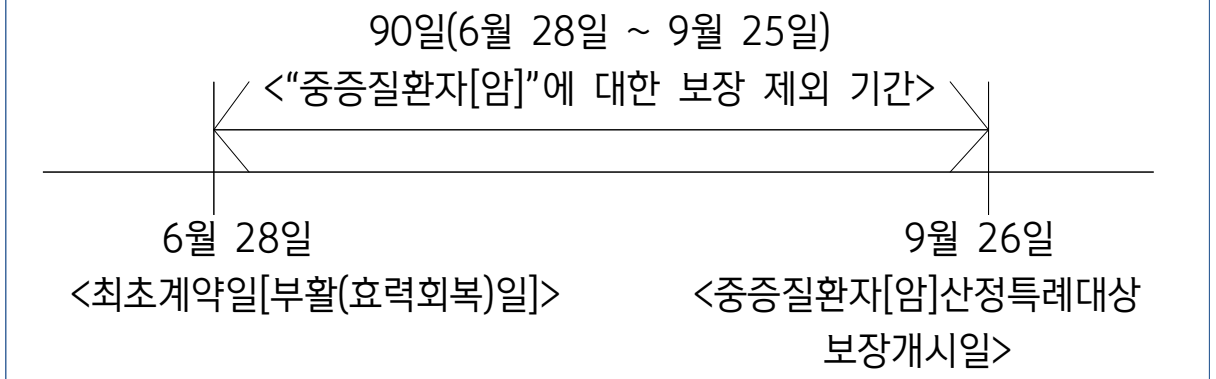 90일(6월 28일 ~ 9월 25일)
<“중증질환자[암]”에 대한 보장 제외 기간>
6월 28일
<최초계약일[부활(효력회복)일]>
9월 26일
<중증질환자[암]산정특례대상
보장개시일>